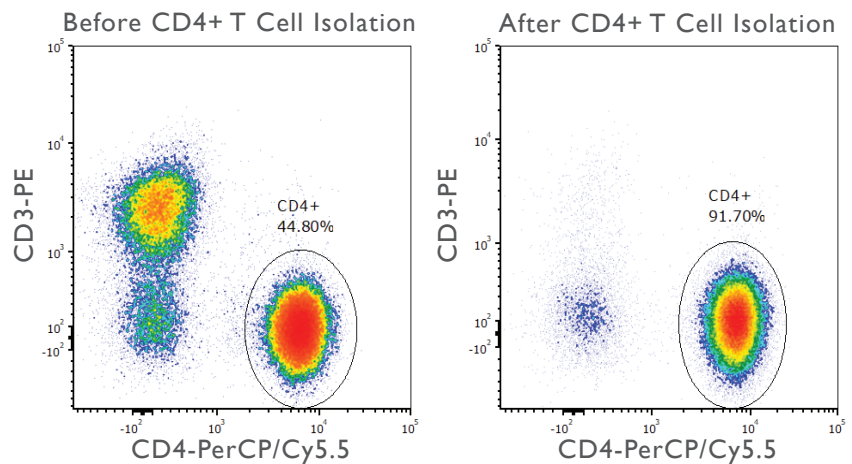 Before CD4+ T Cell Isolation
10^5
10^4
10^3
10^2
-10^2
CD3-PE
CD4+
44.80%
-10^2
10^3
10^4
10^5
CD4-PerCP/Cy5.5
After CD4+ T Cell Isolation
10^5
10^4
10^3
10^2
-10^2
CD3-PE
CD4+
91.70%
-10^2
10^3
10^4
10^5
CD4-PerCP/Cy5.5